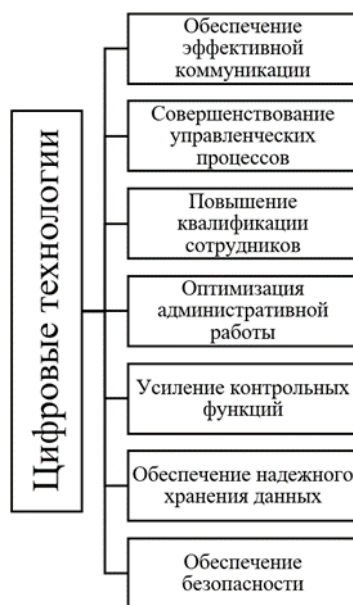 Цифровые технологии
Обеспечение
эффективной
коммуникации
Совершенствование
управленческих
процессов
Повышение
квалификации
сотрудников
Оптимизация
административной
работы
Усиление контрольных
функций
Обеспечение надежного
хранения данных
Обеспечение
безопасности